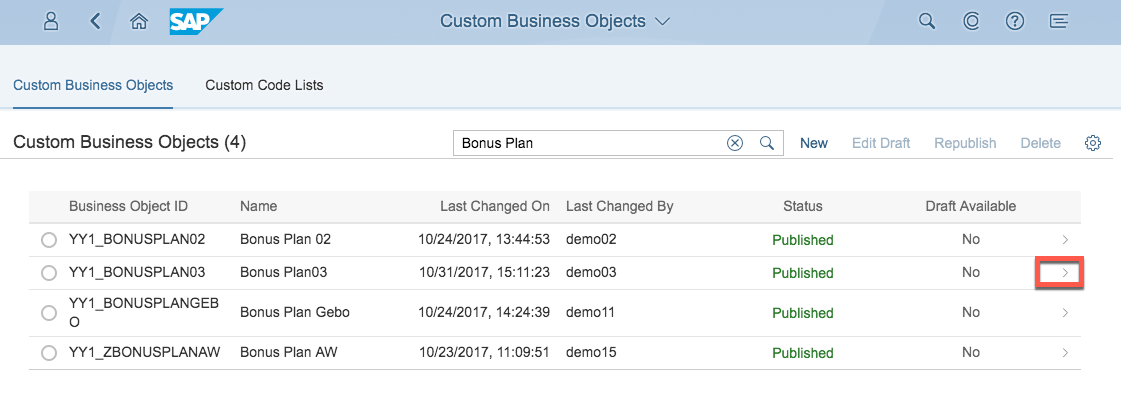 SAP Custom Business Objects
Custom Business Objects Custom Code Lists
Custom Business Objects (4) Bonus Plan New Edit Draft Republish Delete
Business Object ID Name Last Changed On Last Changed By Status Draft Available
YY1_BONUSPLAN02 Bonus Plan 02 10/24/2017, 13:44:53 demo02 Published No
YY1_BONUSPLAN03 Bonus Plan03 10/31/2017, 15:11:23 demo03 Published No
YY1_BONUSPLANGEB
O Bonus Plan Gebo 10/24/2017, 14:24:39 demo11 Published No
YY1_ZBONUSPLANAW Bonus Plan AW 10/23/2017, 11:09:51 demo15 Published No